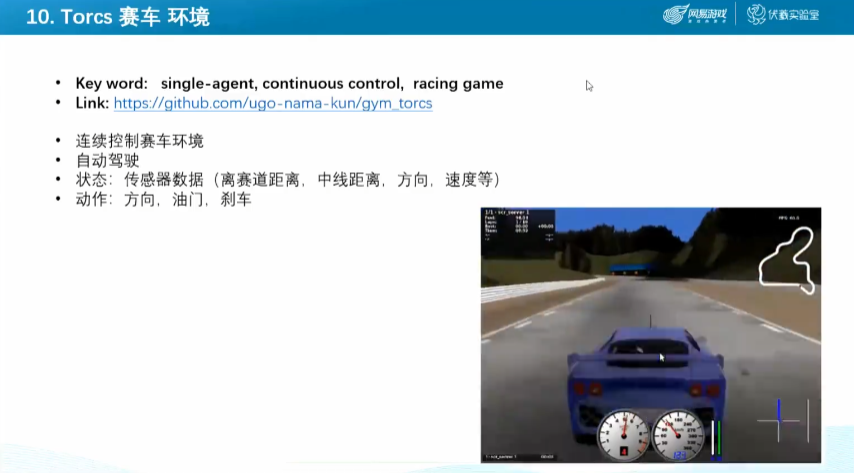 10. Torcs 赛车 环境
网易游戏
伏羲实验室
• Key word: single-agent, continuous control, racing game
• Link: https://github.com/ugo-nama-kun/gym_torcs
• 连续控制赛车环境
• 自动驾驶
• 状态：传感器数据（离赛道距离，中线距离，方向，速度等）
• 动作：方向，油门，刹车